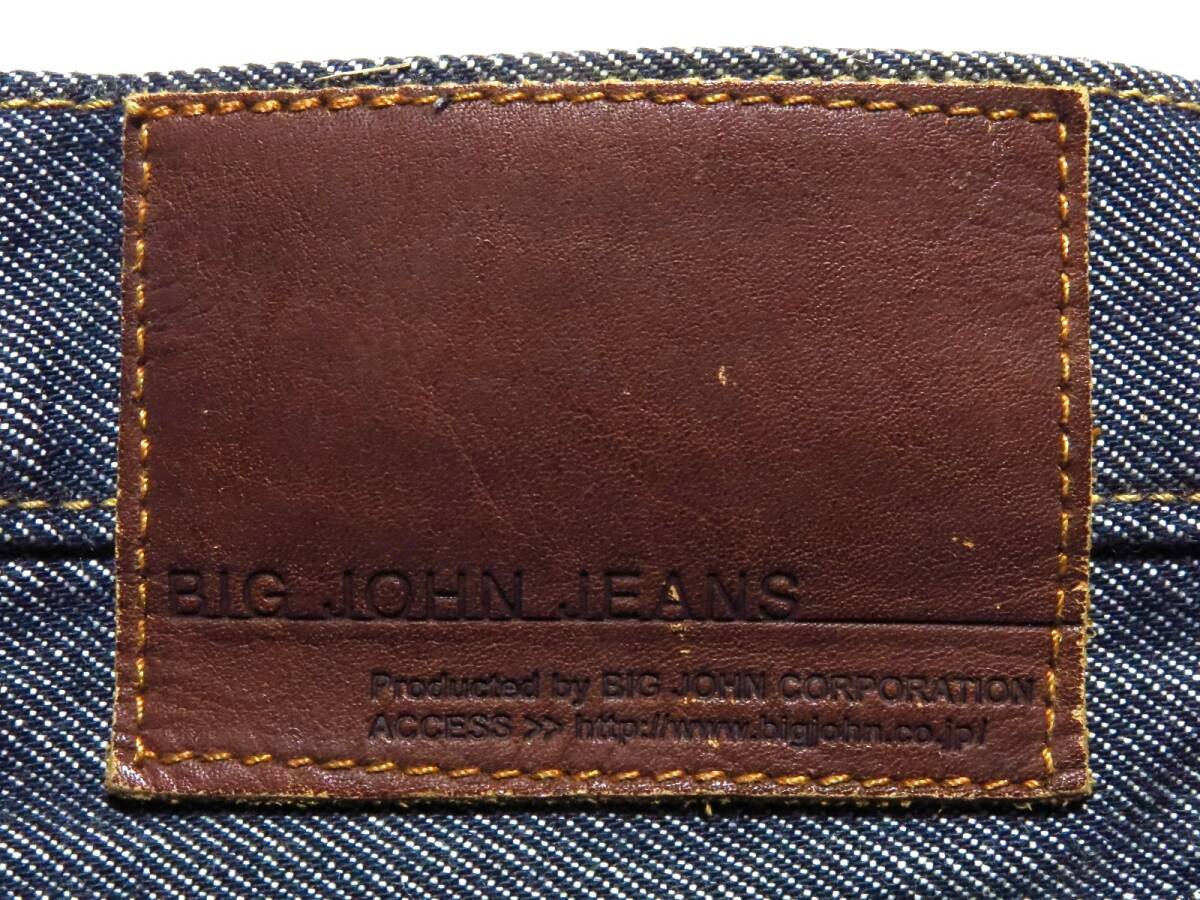 BIG JOHN JEANS
Producted by BIG JOHN CORPORATION
ACCESS >> http://www.bigjohn.co.jp/